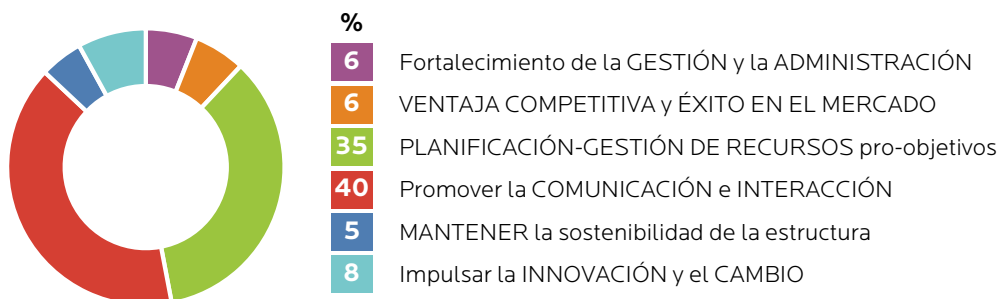 %
6 Fortalecimiento de la GESTIÓN y la ADMINISTRACIÓN
6 VENTAJA COMPETITIVA y ÉXITO EN EL MERCADO
35 PLANIFICACIÓN-GESTIÓN DE RECURSOS pro-objetivos
40 Promover la COMUNICACIÓN e INTERACCIÓN
5 MANTENER la sostenibilidad de la estructura
8 Impulsar la INNOVACIÓN y el CAMBIO